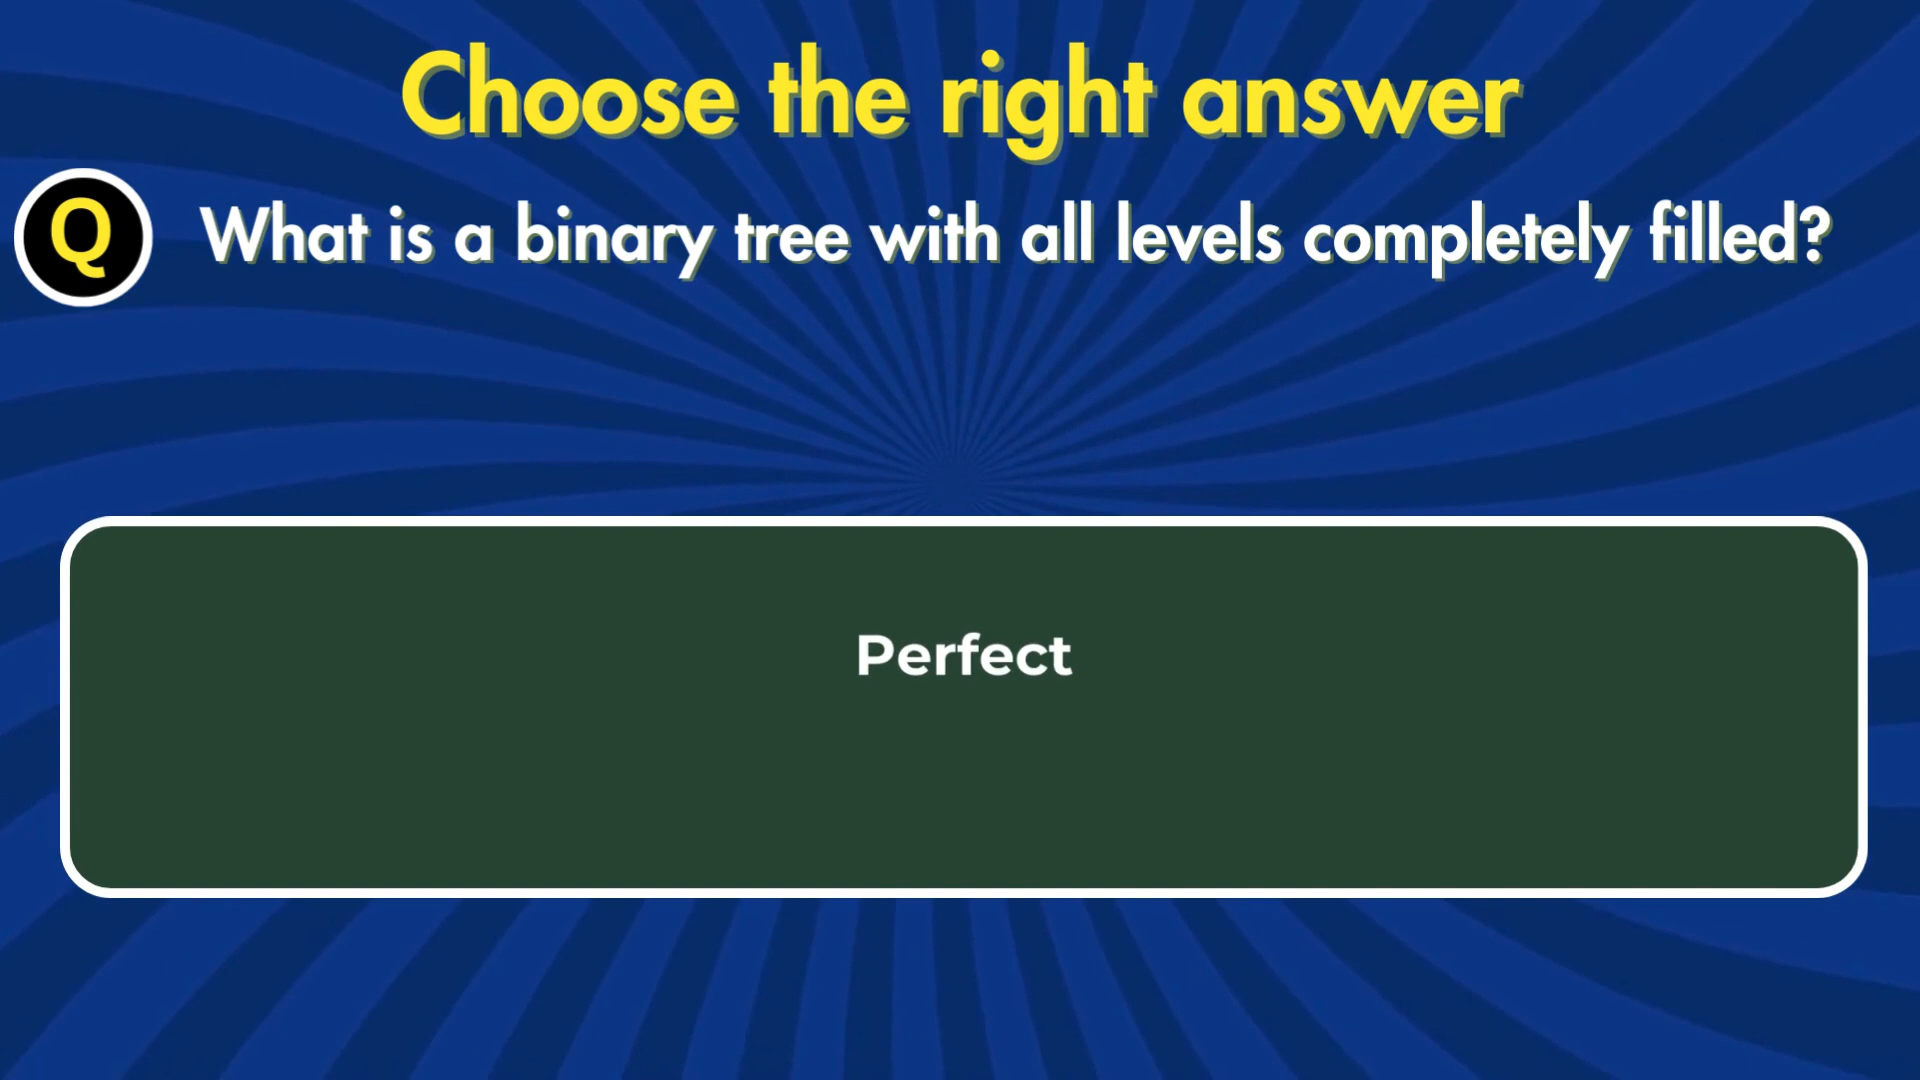 Choose the right answer
Q What is a binary tree with all levels completely filled?
Perfect